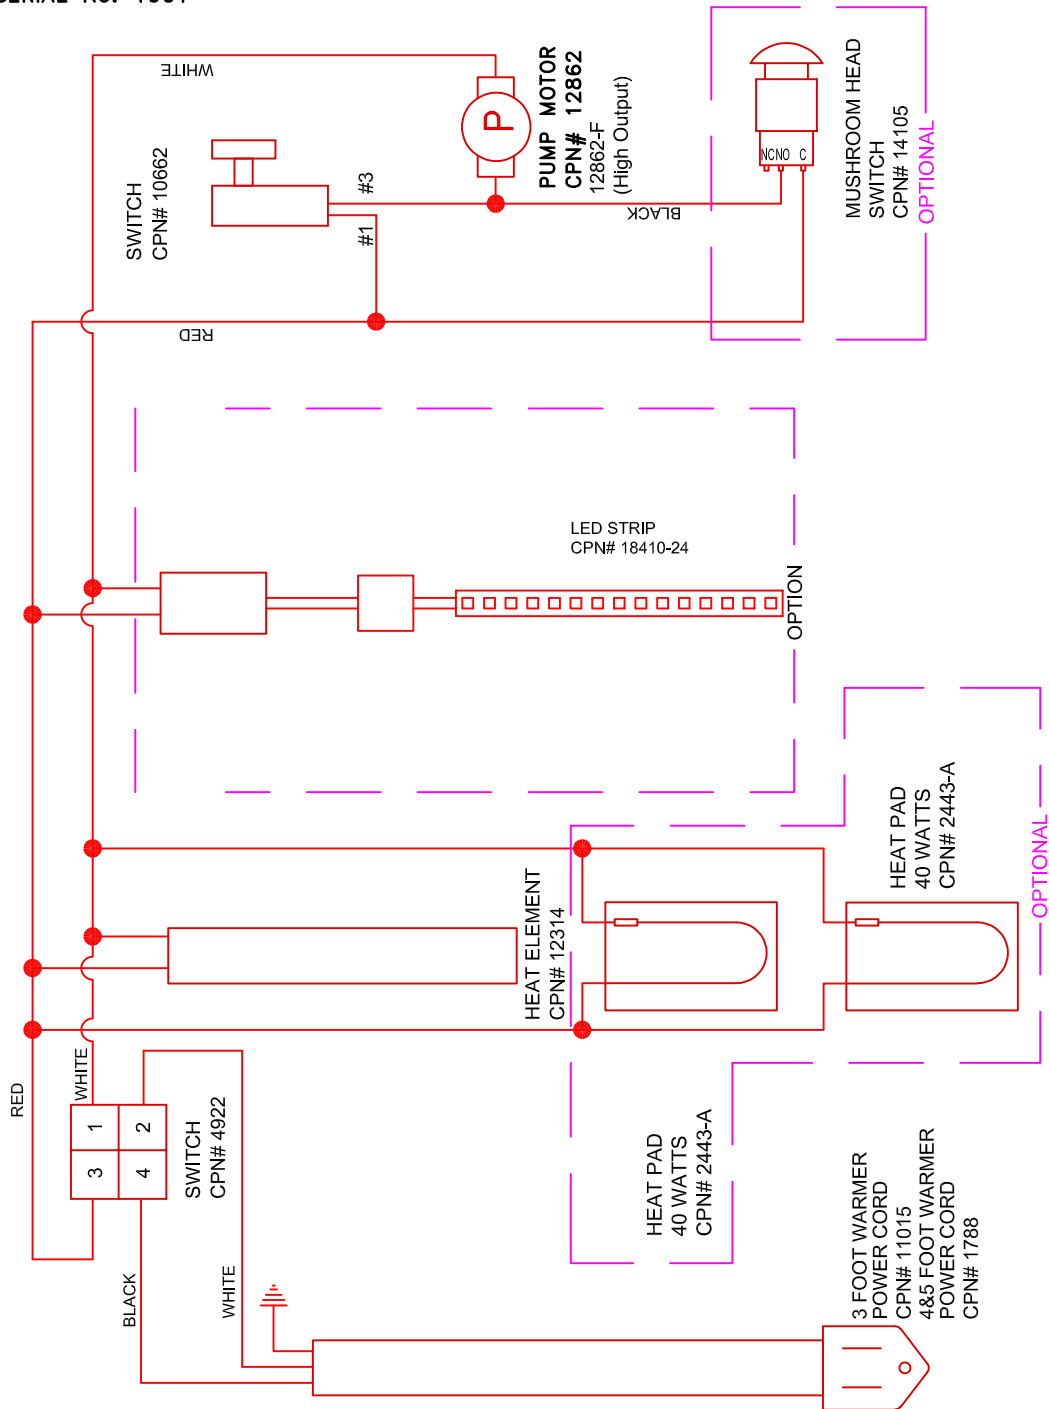 WHITE
SWITCH
CPN# 10662
#3
#1
PUMP MOTOR
CPN# 12862
12862-F
(High Output)
P
BLACK
NC NO C
MUSHROOM HEAD
SWITCH
CPN# 14105
OPTIONAL
RED
LED STRIP
CPN# 18410-24
OPTION
HEAT ELEMENT
CPN# 12314
HEAT PAD
40 WATTS
CPN# 2443-A
OPTIONAL
RED
WHITE
1
2
3
4
SWITCH
CPN# 4922
HEAT PAD
40 WATTS
CPN# 2443-A
BLACK
WHITE
3 FOOT WARMER
POWER CORD
CPN# 11015
4&5 FOOT WARMER
POWER CORD
CPN# 1788